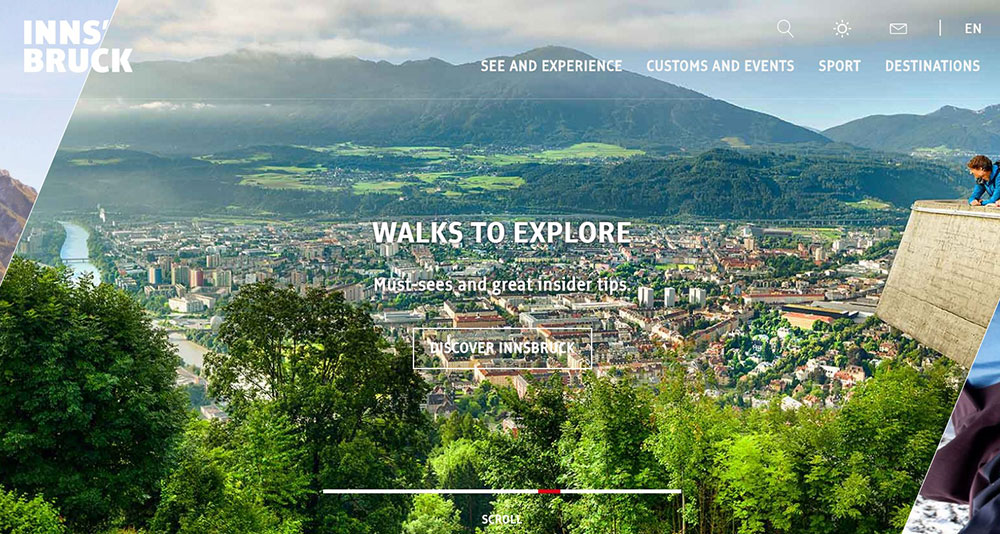 INNS'
BRUCK
EN
SEE AND EXPERIENCE
CUSTOMS AND EVENTS
SPORT
DESTINATIONS
WALKS TO EXPLORE
Must-sees and great insider tips.
DISCOVER INNSBRUCK
SCROLL